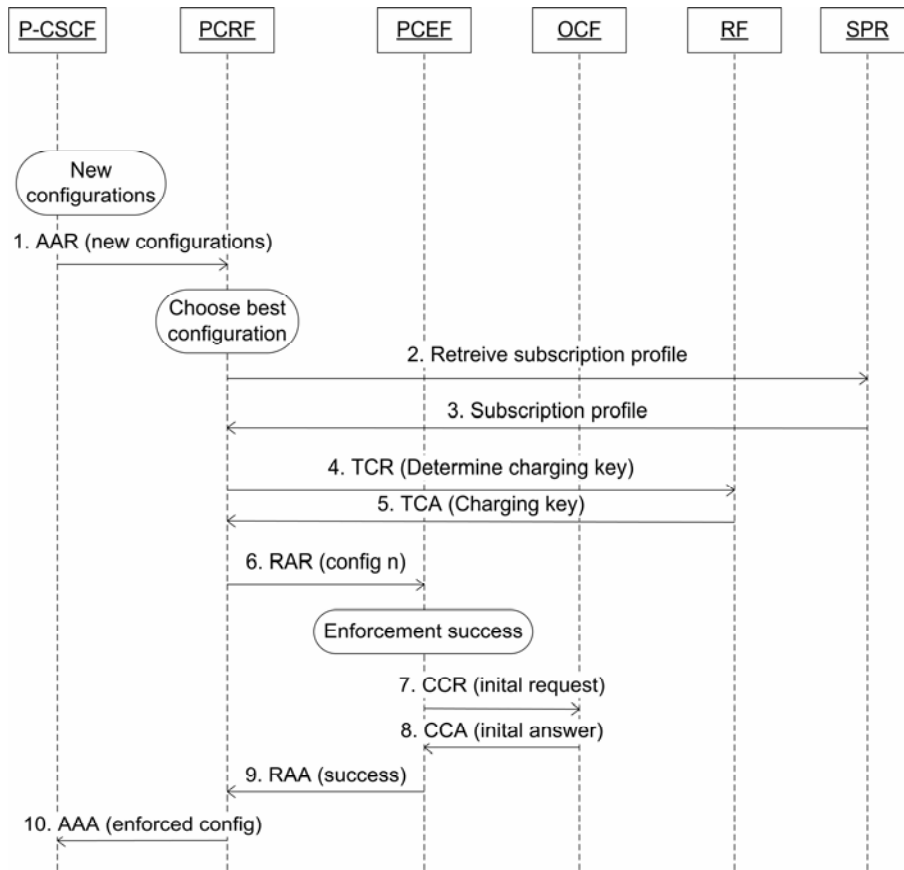 P-CSCF PCRF PCEF OCF RF SPR
New
configurations
1. AAR (new configurations)
Choose best
configuration
2. Retreive subscription profile
3. Subscription profile
4. TCR (Determine charging key)
5. TCA (Charging key)
6. RAR (config n)
Enforcement success
7. CCR (inital request)
8. CCA (inital answer)
9. RAA (success)
10. AAA (enforced config)